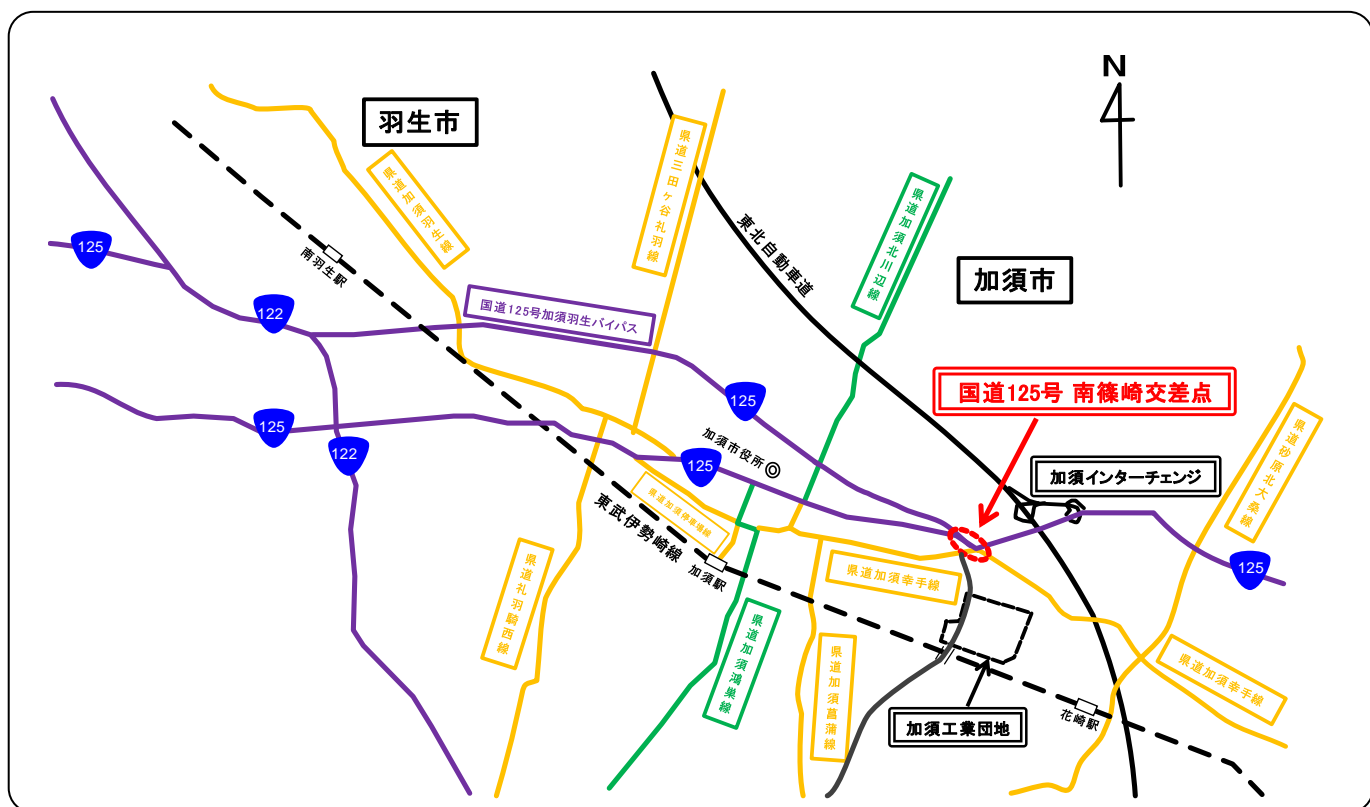 N
羽生市
県道加須羽生線
県道三田ヶ谷礼羽線
東北自動車道
県道加須北川辺線
加須市
125
南羽生駅
122
国道125号加須羽生バイパス
125
国道125号 南篠崎交差点
県道砂原北大桑線
125
122
加須市役所
125
加須インターチェンジ
県道加須停車場線
東武伊勢崎線
加須駅
県道礼羽騎西線
県道加須鴻巣線
県道加須幸手線
県道加須菖蒲線
125
県道加須幸手線
加須工業団地
花崎駅